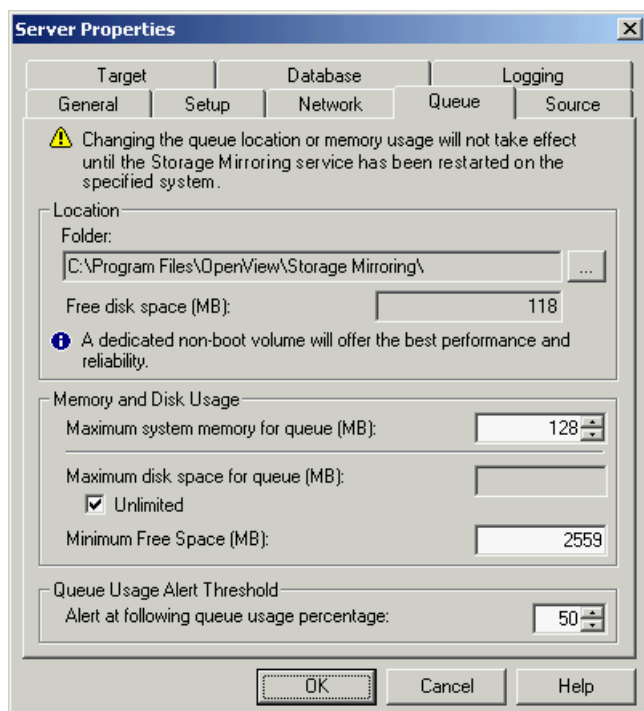 Server Properties
Target Database Logging
General Setup Network Queue Source
Changing the queue location or memory usage will not take effect
until the Storage Mirroring service has been restarted on the
specified system.
Location
Folder:
C:\Program Files\OpenView\Storage Mirroring\ ...
Free disk space (MB): 118
A dedicated non-boot volume will offer the best performance and
reliability.
Memory and Disk Usage
Maximum system memory for queue (MB): 128
Maximum disk space for queue (MB):
Unlimited
Minimum Free Space (MB): 2559
Queue Usage Alert Threshold
Alert at following queue usage percentage: 50
OK Cancel Help